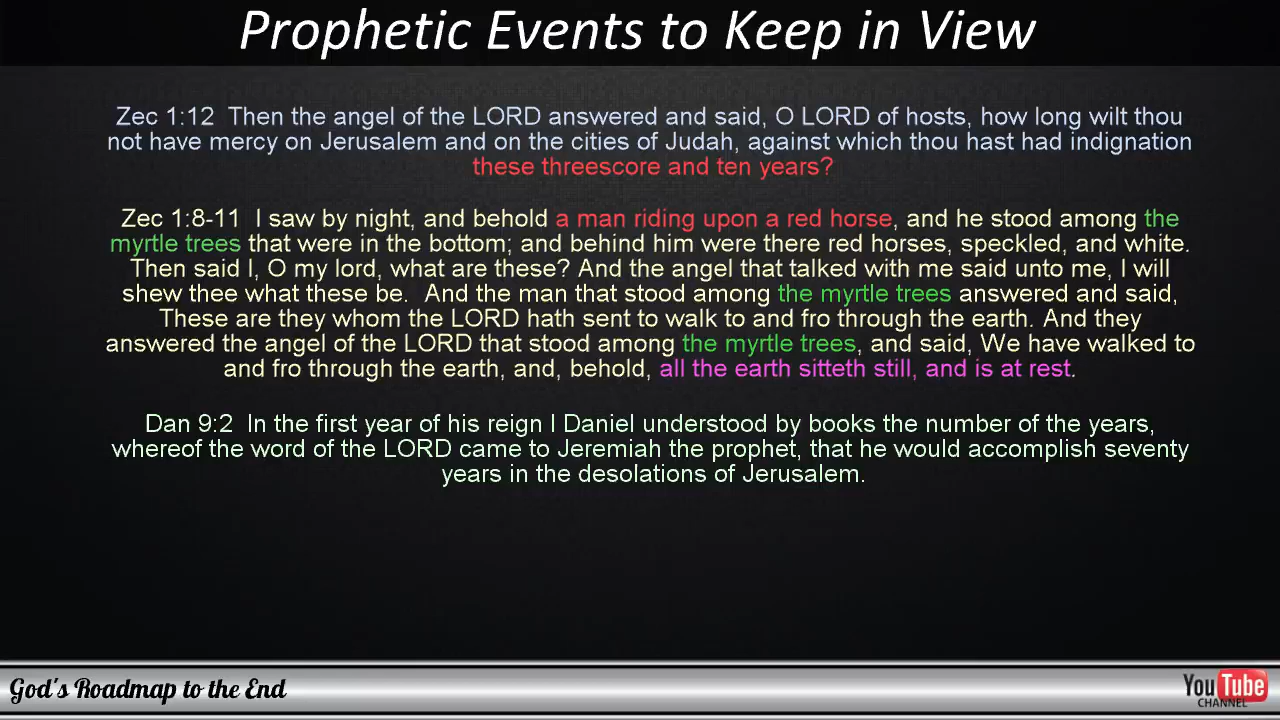 Prophetic Events to Keep in View
Zec 1:12  Then the angel of the LORD answered and said, O LORD of hosts, how long wilt thou
not have mercy on Jerusalem and on the cities of Judah, against which thou hast had indignation
these threescore and ten years?
Zec 1:8-11  I saw by night, and behold a man riding upon a red horse, and he stood among the
myrtle trees that were in the bottom; and behind him were there red horses, speckled, and white.
Then said I, O my lord, what are these? And the angel that talked with me said unto me, I will
shew thee what these be.  And the man that stood among the myrtle trees answered and said,
These are they whom the LORD hath sent to walk to and fro through the earth. And they
answered the angel of the LORD that stood among the myrtle trees, and said, We have walked to
and fro through the earth, and, behold, all the earth sitteth still, and is at rest.
Dan 9:2  In the first year of his reign I Daniel understood by books the number of the years,
whereof the word of the LORD came to Jeremiah the prophet, that he would accomplish seventy
years in the desolations of Jerusalem.
God's Roadmap to the End
YouTube
CHANNEL